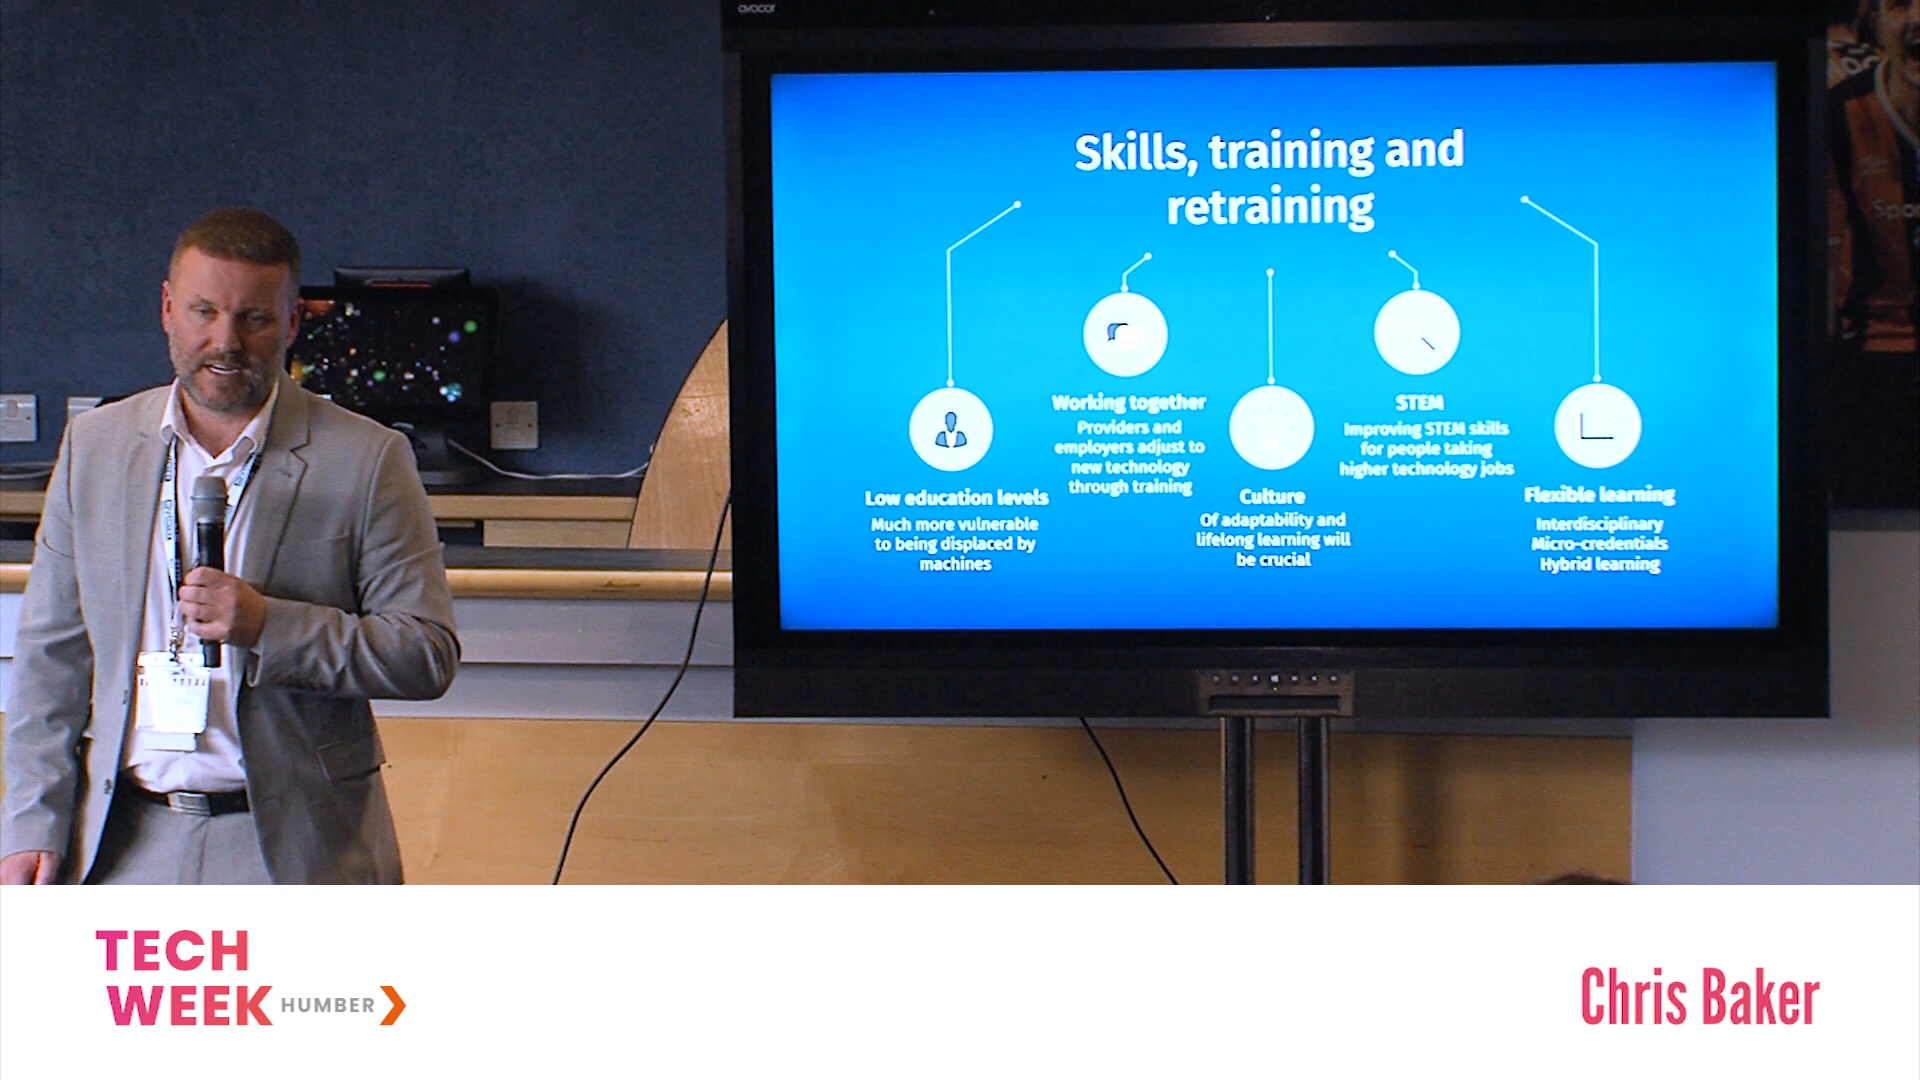 avocor
Skills, training and
retraining
Low education levels
Much more vulnerable
to being displaced by
machines
Working together
Providers and
employers adjust to
new technology
through training
Culture
Of adaptability and
lifelong learning will
be crucial
STEM
Improving STEM skills
for people taking
higher technology jobs
Flexible learning
Interdisciplinary
Micro-credentials
Hybrid learning
TECH
WEEK HUMBER
Chris Baker